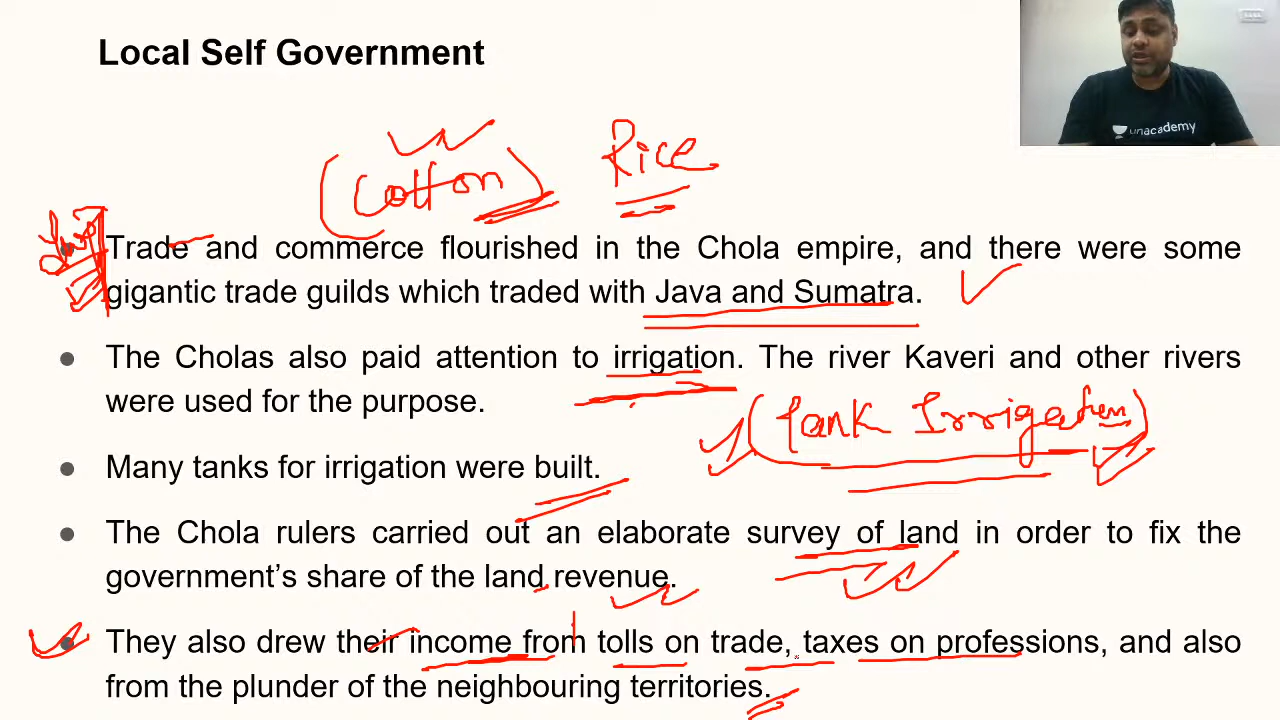 Local Self Government
unacademy
(Cotton) Rice
● Trade and commerce flourished in the Chola empire, and there were some
gigantic trade guilds which traded with Java and Sumatra.
● The Cholas also paid attention to irrigation. The river Kaveri and other rivers
were used for the purpose.
(Tank Irrigation)
● Many tanks for irrigation were built.
● The Chola rulers carried out an elaborate survey of land in order to fix the
government’s share of the land revenue.
● They also drew their income from tolls on trade, taxes on professions, and also
from the plunder of the neighbouring territories.